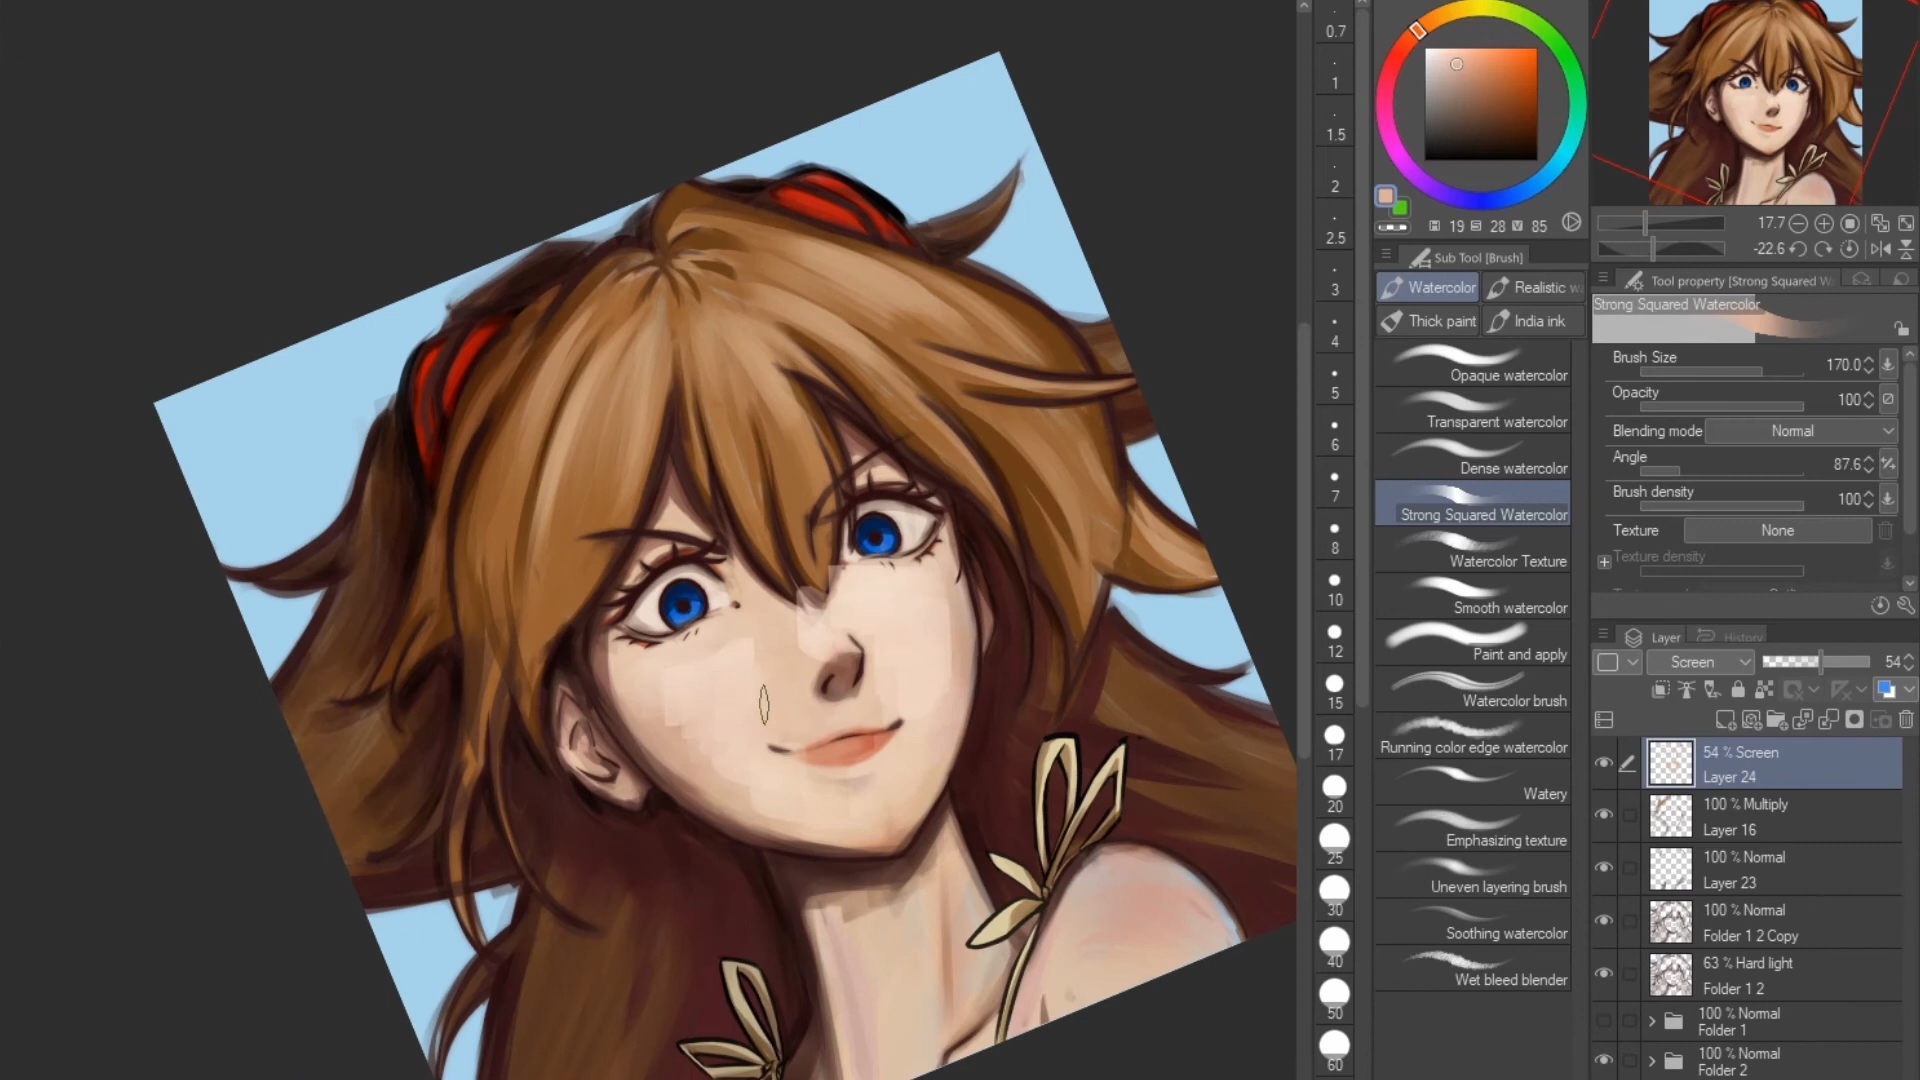 0.7
1
1.5
2
2.5
3
4
5
6
7
8
10
12
15
17
20
25
30
40
50
60
H 19 S 28 V 85
Sub Tool [Brush]
Watercolor
Realistic w
Thick paint
India ink
Opaque watercolor
Transparent watercolor
Dense watercolor
Strong Squared Watercolor
Watercolor Texture
Smooth watercolor
Paint and apply
Watercolor brush
Running color edge watercolor
Watery
Emphasizing texture
Uneven layering brush
Soothing watercolor
Wet bleed blender
17.7
-22.6
Tool property [Strong Squared W
Strong Squared Watercolor
Brush Size 170.0
Opacity 100
Blending mode Normal
Angle 87.6
Brush density 100
Texture None
Texture density
Layer History
Screen 54
54 % Screen
Layer 24
100 % Multiply
Layer 16
100 % Normal
Layer 23
100 % Normal
Folder 1 2 Copy
63 % Hard light
Folder 1 2
100 % Normal
Folder 1
100 % Normal
Folder 2